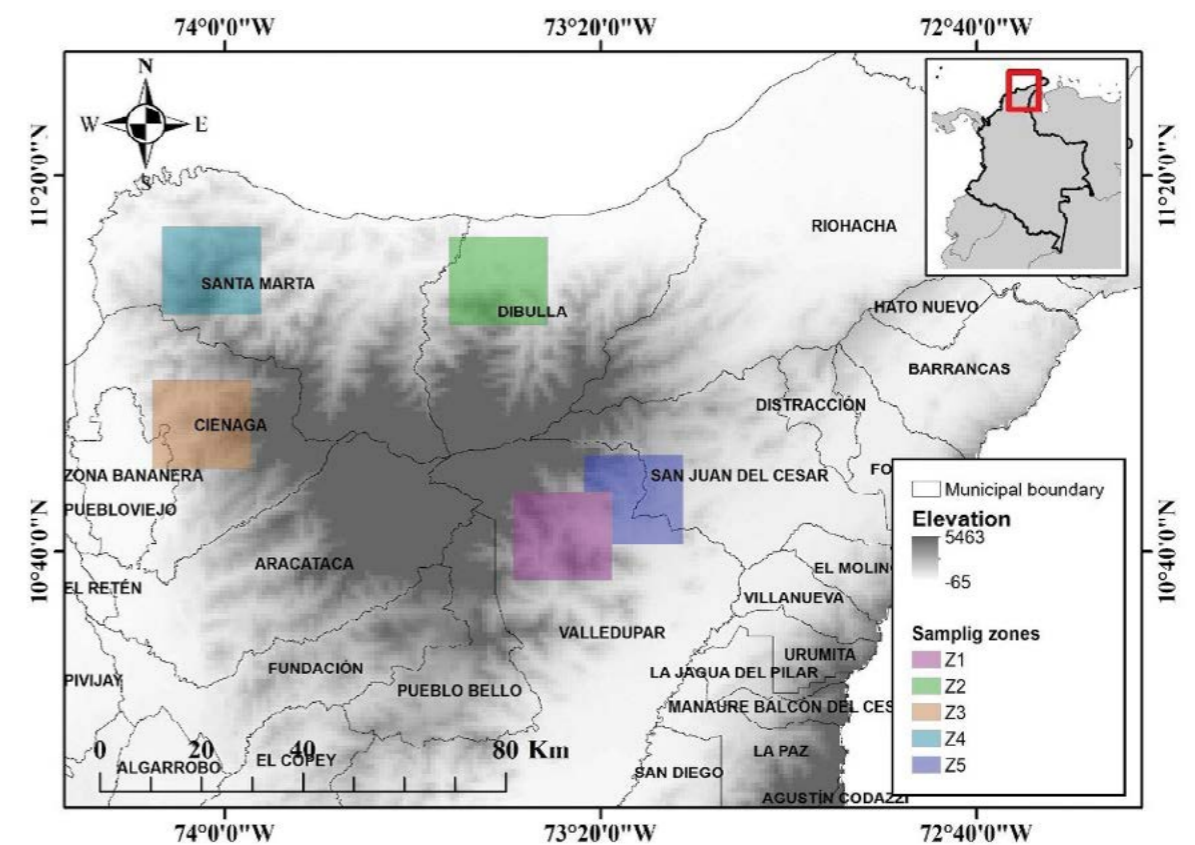 74°0'0"W 73°20'0"W 72°40'0"W
N
W E
S
11°20'0"N 11°20'0"N
RIOHACHA
SANTA MARTA
DIBULLA
HATO NUEVO
BARRANCAS
DISTRACCIÓN
CIENAGA
ZONA BANANERA
SAN JUAN DEL CESAR
FO
PUEBLOVIEJO
Municipal boundary
Elevation
5463
-65
10°40'0"N 10°40'0"N
ARACATACA
EL RETÉN
EL MOLIN
VILLANUEVA
VALLEDUPAR
Samplig zones
Z1
Z2
Z3
Z4
Z5
URUMITA
FUNDACIÓN
LA JAGUA DEL PILAR
PIVIJAY
PUEBLO BELLO
MANAURE BALCÓN DEL CES
0 20 40 80 Km
LA PAZ
EL COPEY
ALGARROBO
SAN DIEGO
AGUSTÍN CODAZZI
74°0'0"W 73°20'0"W 72°40'0"W